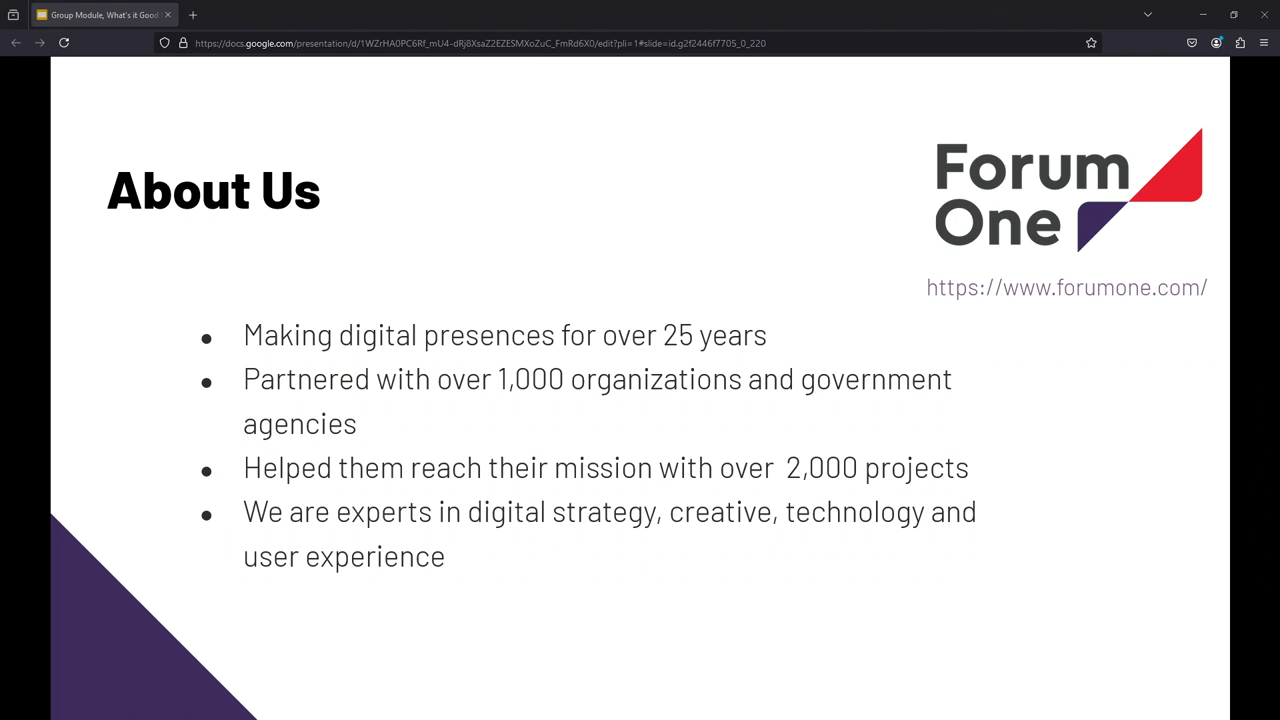 Group Module, What's it Good
https://docs.google.com/presentation/d/1WZrHA0PC6Rf_mU4-dRj8XsaZ2EZESMXoZuC_FmRd6X0/edit?pli=1#slide=id.g2f2446f7705_0_220
About Us
Forum
One
https://www.forumone.com/
● Making digital presences for over 25 years
● Partnered with over 1,000 organizations and government
agencies
● Helped them reach their mission with over 2,000 projects
● We are experts in digital strategy, creative, technology and
user experience